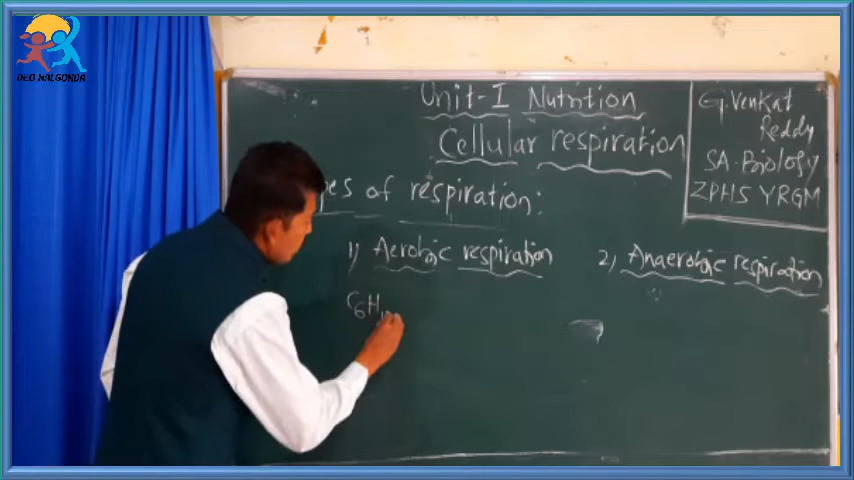 DEO NALGONDA
Unit-I Nutrition
Cellular respiration
G. Venkat
Reddy
SA-Biology
ZPHS YRGM
of respiration:
1) Aerobic respiration
2) Anaerobic respiration
C6H